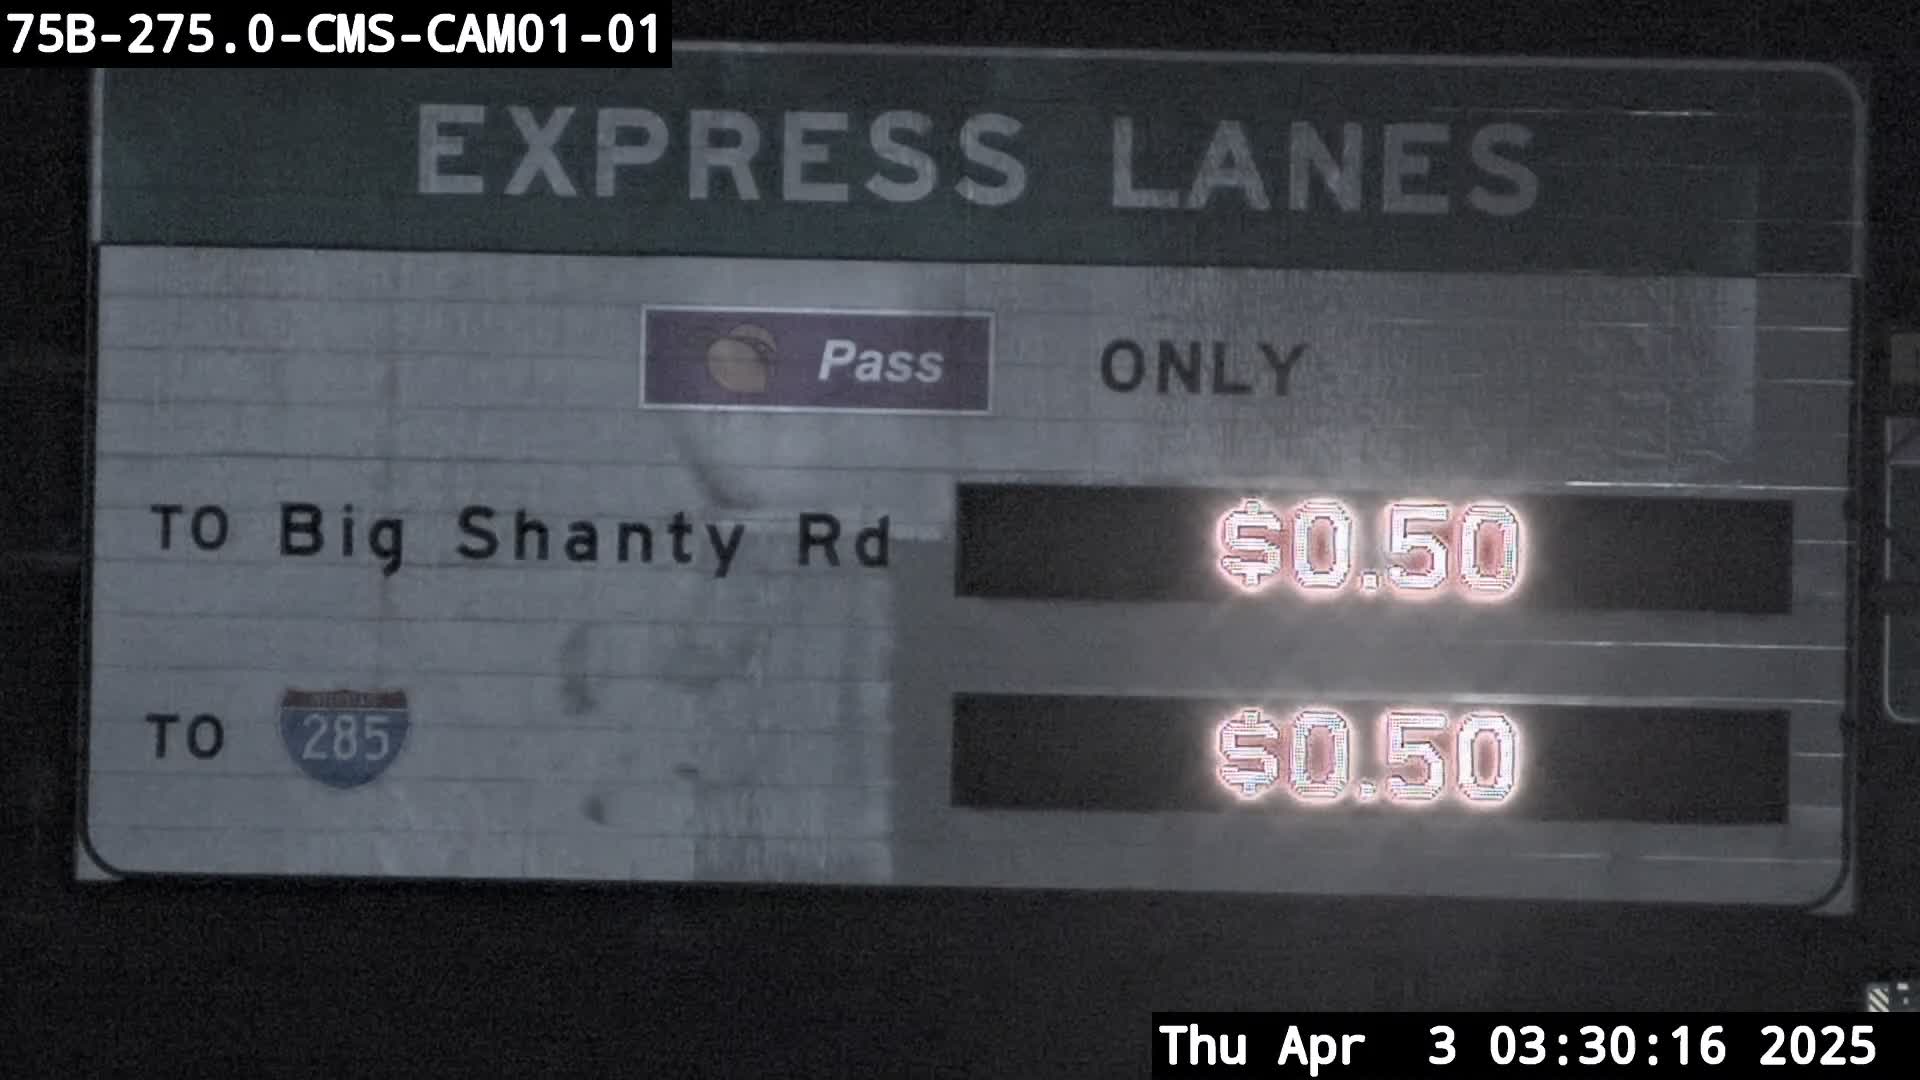 75B-275.0-CMS-CAM01-01
EXPRESS LANES
Pass ONLY
TO Big Shanty Rd $0.50
TO INTERSTATE 285 $0.50
Thu Apr 3 03:30:16 2025